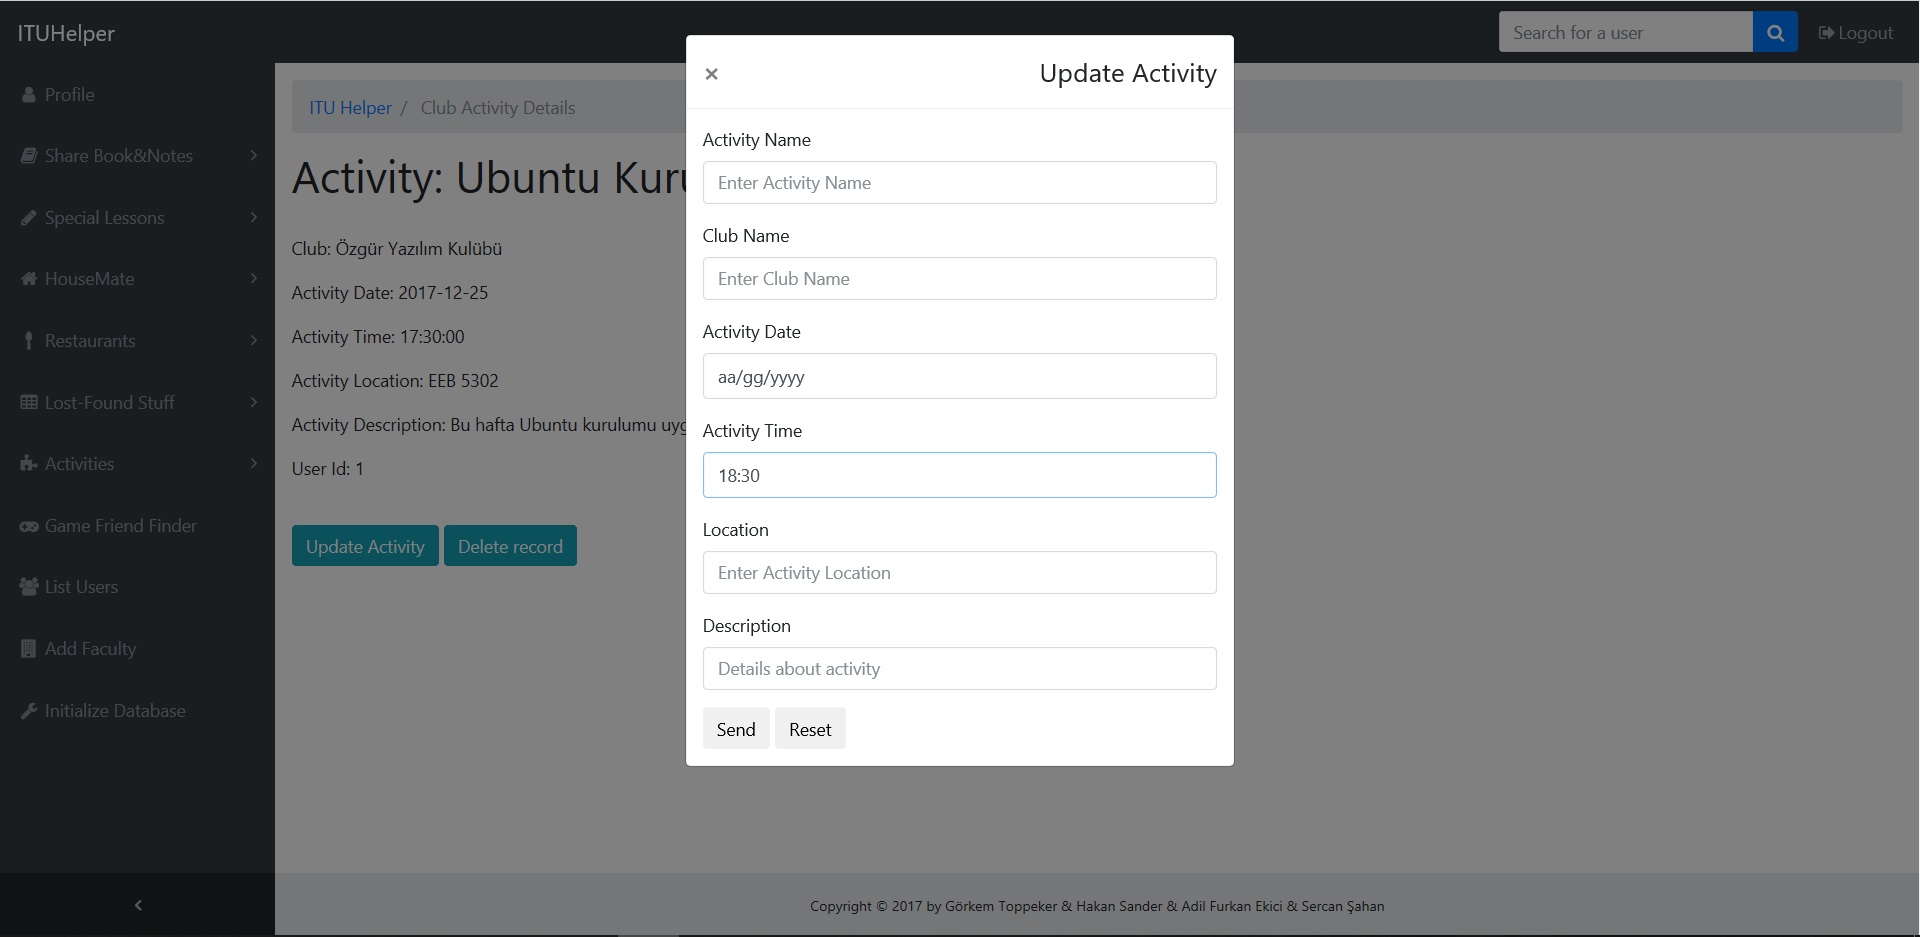 ITUHelper
Search for a user
Logout
Profile
Share Book&Notes
Special Lessons
HouseMate
Restaurants
Lost-Found Stuff
Activities
Game Friend Finder
List Users
Add Faculty
Initialize Database
ITU Helper / Club Activity Details
Activity: Ubuntu Kuru
Club: Özgür Yazılım Kulübü
Activity Date: 2017-12-25
Activity Time: 17:30:00
Activity Location: EEB 5302
Activity Description: Bu hafta Ubuntu kurulumu uyg
User Id: 1
Update Activity Delete record
× Update Activity
Activity Name
Enter Activity Name
Club Name
Enter Club Name
Activity Date
aa/gg/yyyy
Activity Time
18:30
Location
Enter Activity Location
Description
Details about activity
Send Reset
Copyright © 2017 by Görkem Toppeker & Hakan Sander & Adil Furkan Ekici & Sercan Şahan